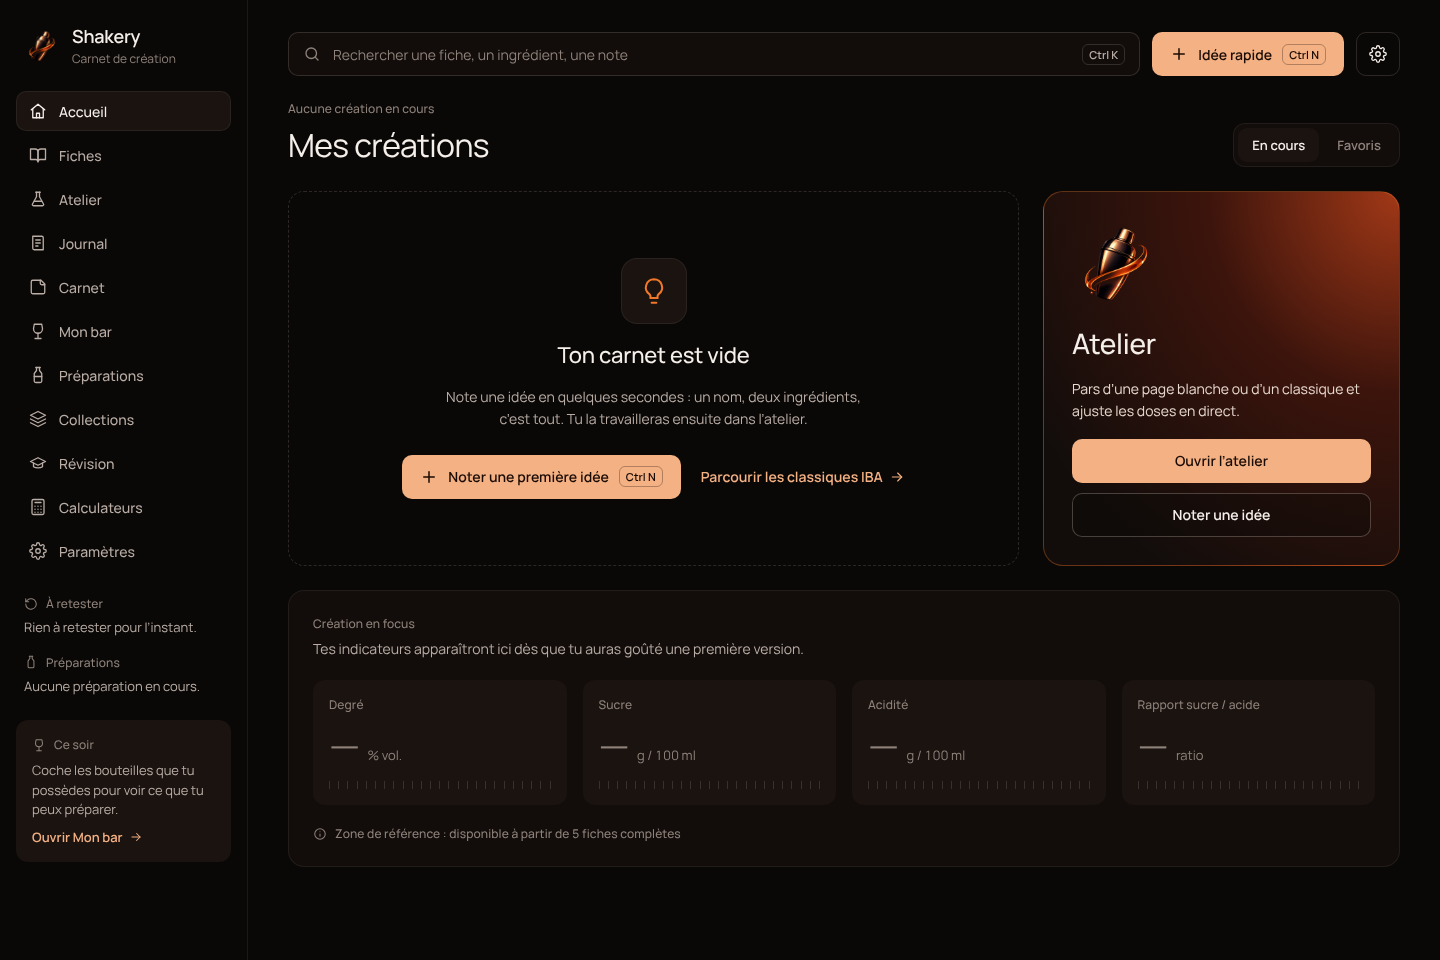 Shakery
Carnet de création
Accueil
Fiches
Atelier
Journal
Carnet
Mon bar
Préparations
Collections
Révision
Calculateurs
Paramètres
À retester
Rien à retester pour l'instant.
Préparations
Aucune préparation en cours.
Ce soir
Coche les bouteilles que tu
possèdes pour voir ce que tu
peux préparer.
Ouvrir Mon bar
Rechercher une fiche, un ingrédient, une note
Ctrl K
Idée rapide Ctrl N
Aucune création en cours
Mes créations
En cours
Favoris
Ton carnet est vide
Note une idée en quelques secondes : un nom, deux ingrédients,
c'est tout. Tu la travailleras ensuite dans l'atelier.
Noter une première idée Ctrl N
Parcourir les classiques IBA
Atelier
Pars d'une page blanche ou d'un classique et
ajuste les doses en direct.
Ouvrir l'atelier
Noter une idée
Création en focus
Tes indicateurs apparaîtront ici dès que tu auras goûté une première version.
Degré
— % vol.
Sucre
— g / 100 ml
Acidité
— g / 100 ml
Rapport sucre / acide
— ratio
Zone de référence : disponible à partir de 5 fiches complètes